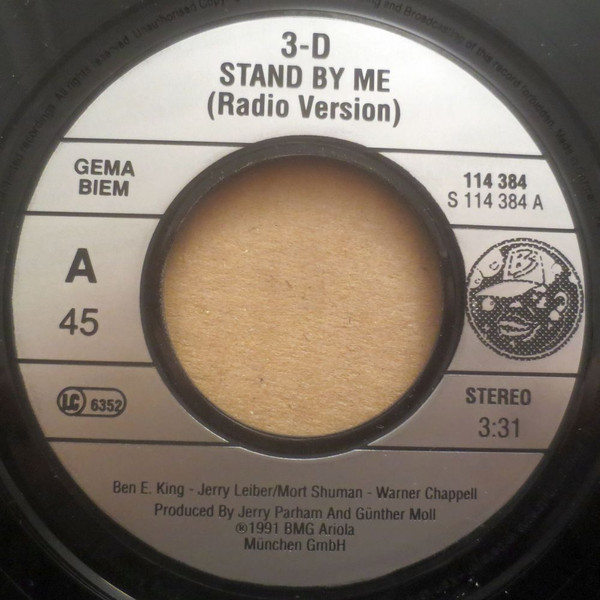 3-D
STAND BY ME
(Radio Version)
GEMA
BIEM
114 384
S 114 384 A
A
45
LC 6352
STEREO
3:31
Ben E. King - Jerry Leiber/Mort Shuman - Warner Chappell
Produced By Jerry Parham And Günther Moll
℗1991 BMG Ariola
München GmbH